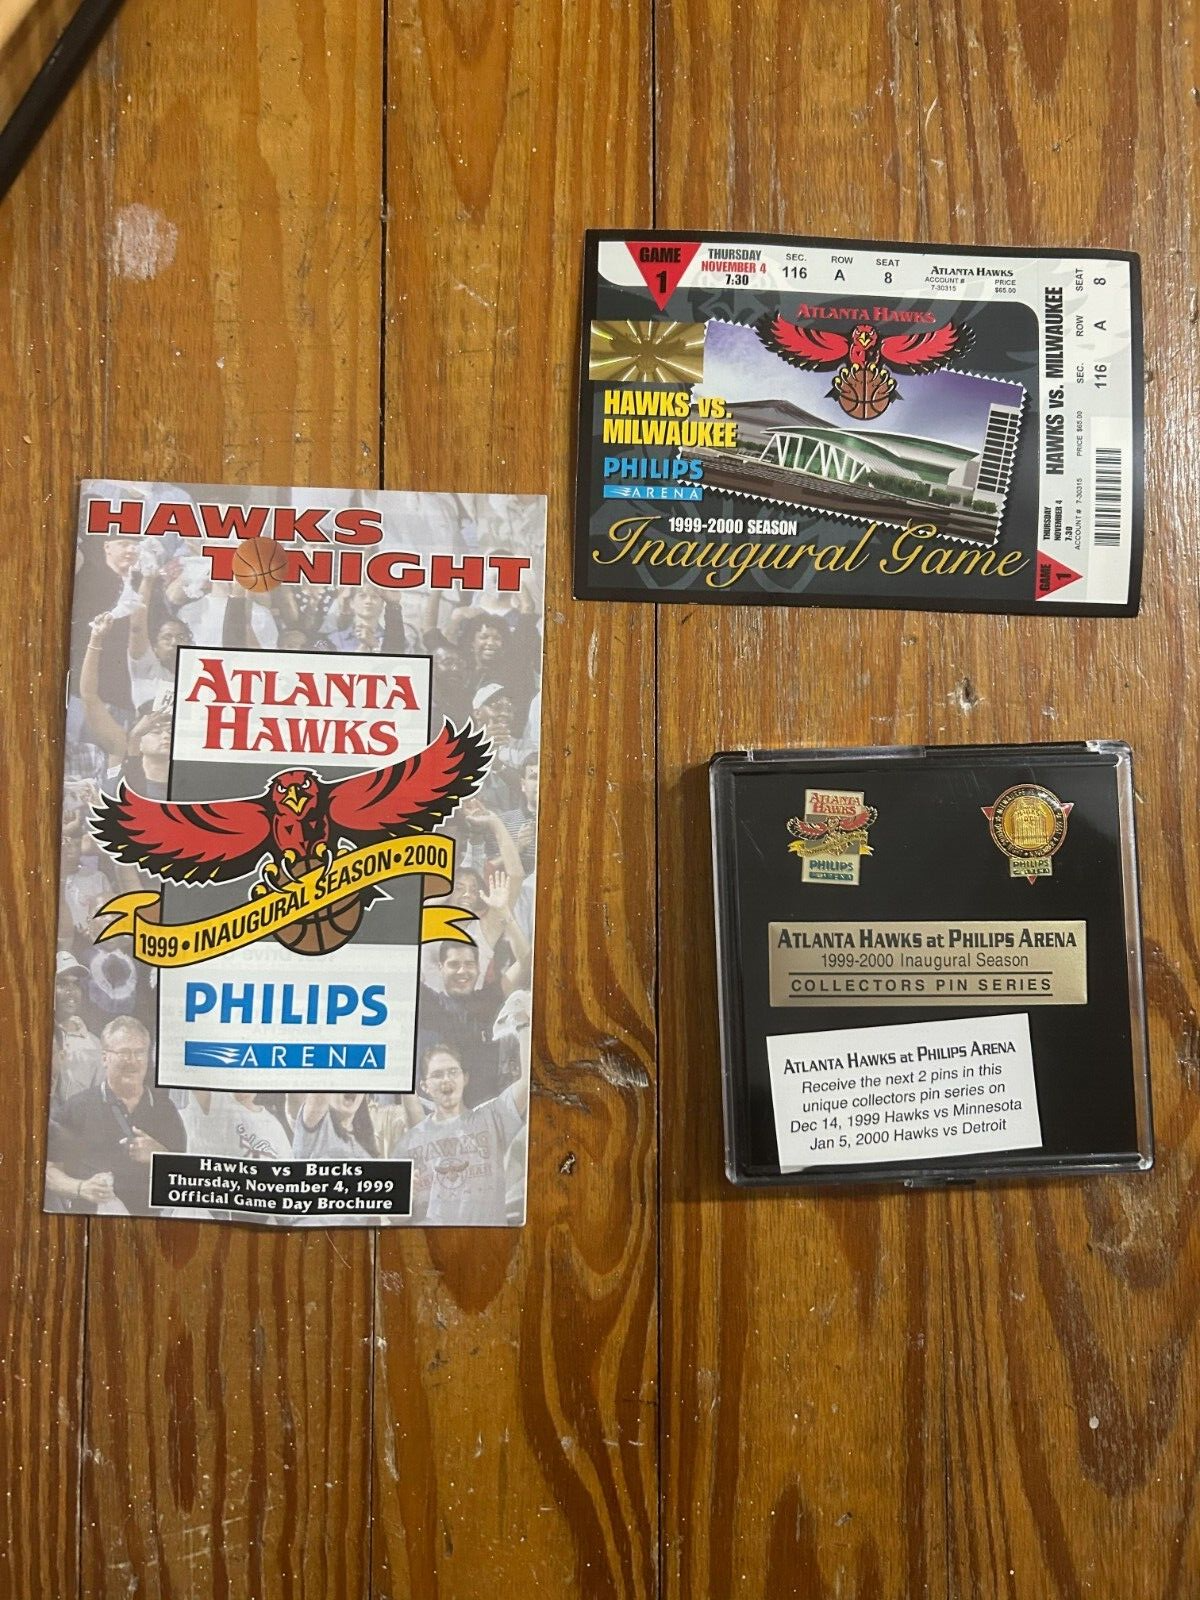 HAWKS
TONIGHT
ATLANTA
HAWKS
1999 • INAUGURAL SEASON • 2000
PHILIPS
ARENA
Hawks vs Bucks
Thursday, November 4, 1999
Official Game Day Brochure
GAME
1
THURSDAY
NOVEMBER 4
7:30
SEC.
116
ROW
A
SEAT
8
ATLANTA HAWKS
ACCOUNT #
7-30315
PRICE
$65.00
ATLANTA HAWKS
HAWKS VS.
MILWAUKEE
PHILIPS
ARENA
1999-2000 SEASON
Inaugural Game
GAME
1
THURSDAY
NOVEMBER 4
7:30
HAWKS VS. MILWAUKEE
ACCOUNT # 7-30315 PRICE $65.00
SEC. ROW SEAT
116 A 8
ATLANTA
HAWKS
PHILIPS
ARENA
PHILIPS
ARENA
ATLANTA HAWKS at PHILIPS ARENA
1999-2000 Inaugural Season
COLLECTORS PIN SERIES
ATLANTA HAWKS at PHILIPS ARENA
Receive the next 2 pins in this
unique collectors pin series on
Dec 14, 1999 Hawks vs Minnesota
Jan 5, 2000 Hawks vs Detroit